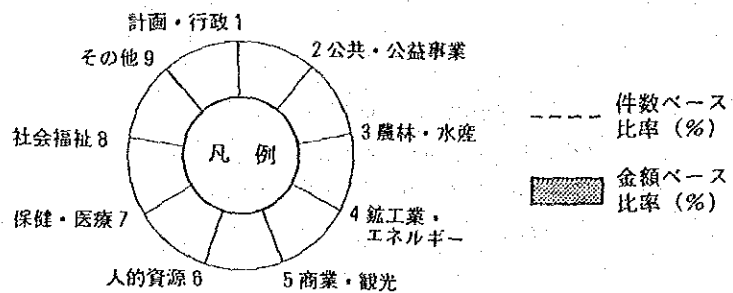 計画・行政 1
その他 9
2 公共・公益事業
社会福祉 8
凡 例
3 農林・水産
保健・医療 7
4 鉱工業・
エネルギー
人的資源 6
5 商業・観光
件数ベース
比率 (%)
金額ベース
比率 (%)